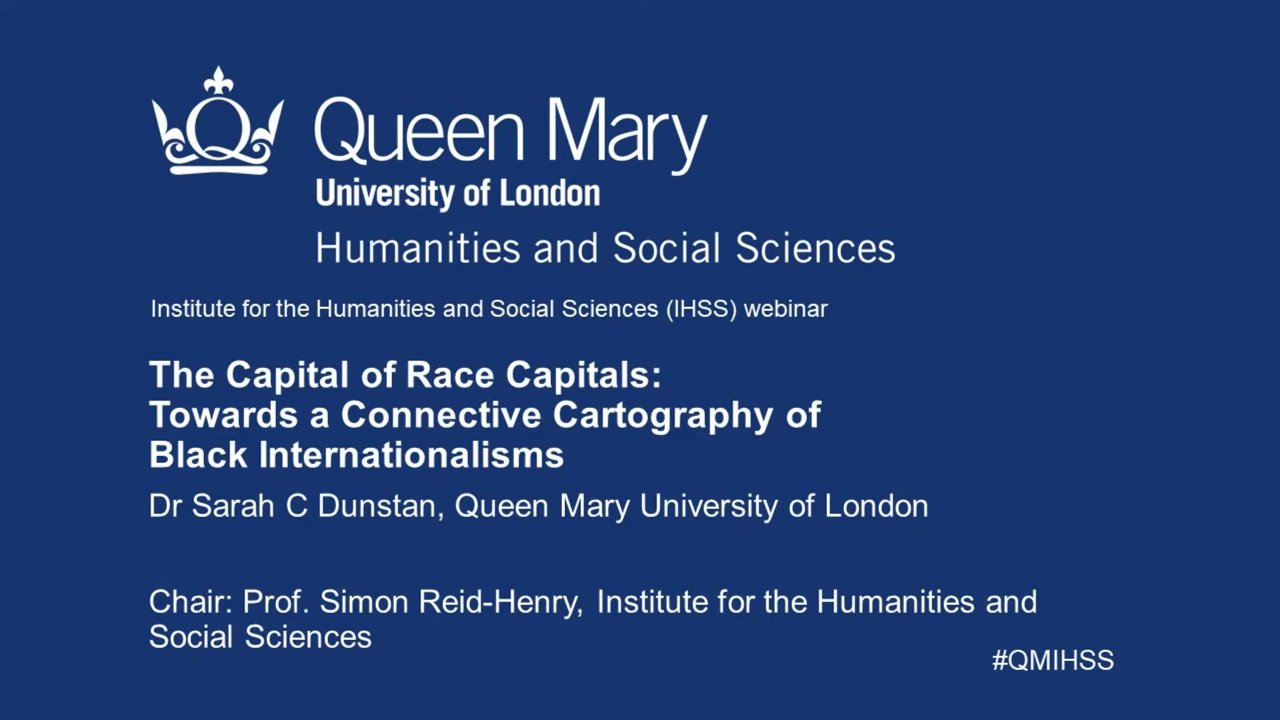 Queen Mary
University of London
Humanities and Social Sciences
Institute for the Humanities and Social Sciences (IHSS) webinar
The Capital of Race Capitals:
Towards a Connective Cartography of
Black Internationalisms
Dr Sarah C Dunstan, Queen Mary University of London
Chair: Prof. Simon Reid-Henry, Institute for the Humanities and
Social Sciences
#QMIHSS